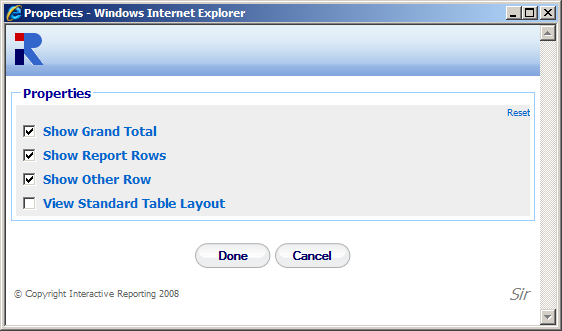 Properties - Windows Internet Explorer
R
Properties
Reset
Show Grand Total
Show Report Rows
Show Other Row
View Standard Table Layout
Done Cancel
© Copyright Interactive Reporting 2008
Sir